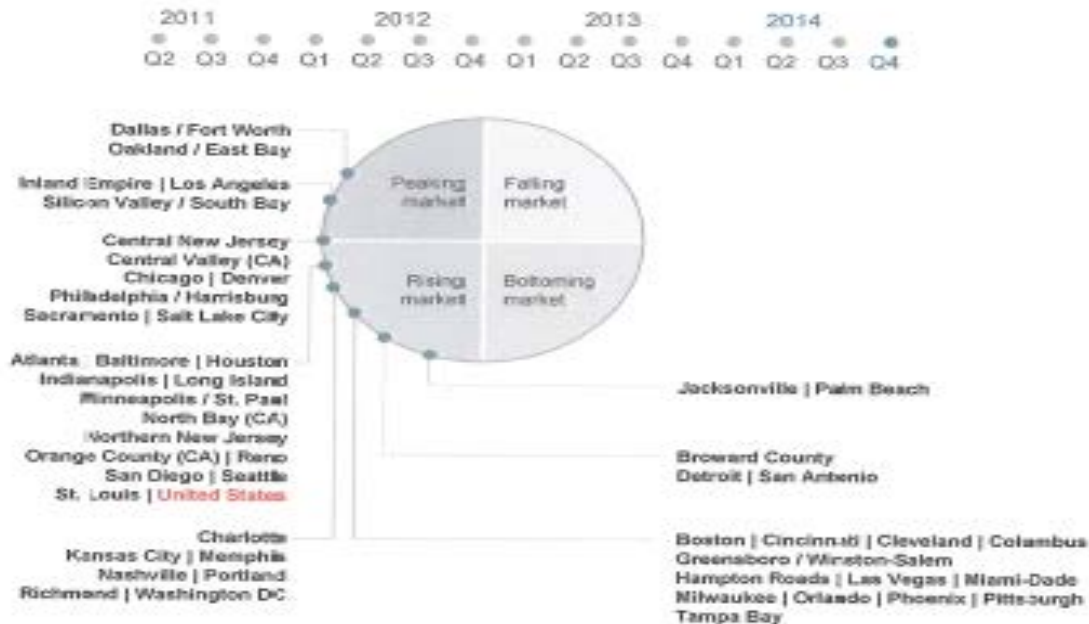 2011 2012 2013 2014
Q2 Q3 Q4 Q1 Q2 Q3 Q4 Q1 Q2 Q3 Q4 Q1 Q2 Q3 Q4
Dallas / Fort Worth
Oakland / East Bay
Inland Empire | Los Angeles
Silicon Valley / South Bay
Central New Jersey
Central Valley (CA)
Chicago | Denver
Philadelphia / Harrisburg
Sacramento | Salt Lake City
Atlanta | Baltimore | Houston
Indianapolis | Long Island
Minneapolis / St. Paul
North Bay (CA)
Northern New Jersey
Orange County (CA) | Reno
San Diego | Seattle
St. Louis | United States
Charlotte
Kansas City | Memphis
Nashville | Portland
Richmond | Washington DC
Peaking
market
Falling
market
Rising
market
Bottoming
market
Jacksonville | Palm Beach
Broward County
Detroit | San Antonio
Boston | Cincinnati | Cleveland | Columbus
Greensboro / Winston-Salem
Hampton Roads | Las Vegas | Miami-Dade
Milwaukee | Orlando | Phoenix | Pittsburgh
Tampa Bay